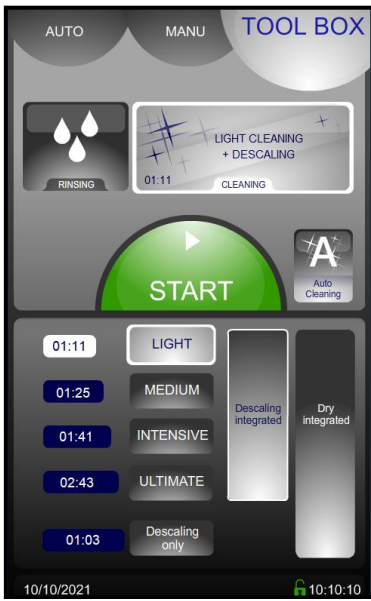 AUTO
MANU
TOOL BOX
RINSING
LIGHT CLEANING
+ DESCALING
01:11
CLEANING
START
A
Auto
Cleaning
01:11
LIGHT
01:25
MEDIUM
01:41
INTENSIVE
02:43
ULTIMATE
01:03
Descaling
only
Descaling
integrated
Dry
integrated
10/10/2021
10:10:10